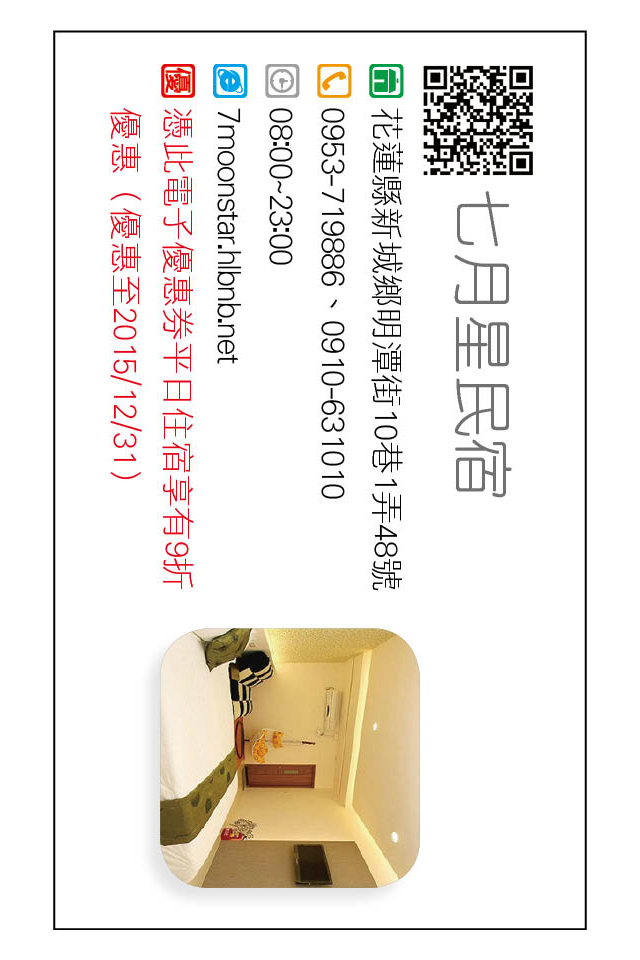 七月星民宿
花蓮縣新城鄉明潭街10巷1弄48號
0953-719886、0910-631010
08:00~23:00
7moonstar.hlbnb.net
優 憑此電子優惠券平日住宿享有9折
優惠（優惠至2015/12/31）